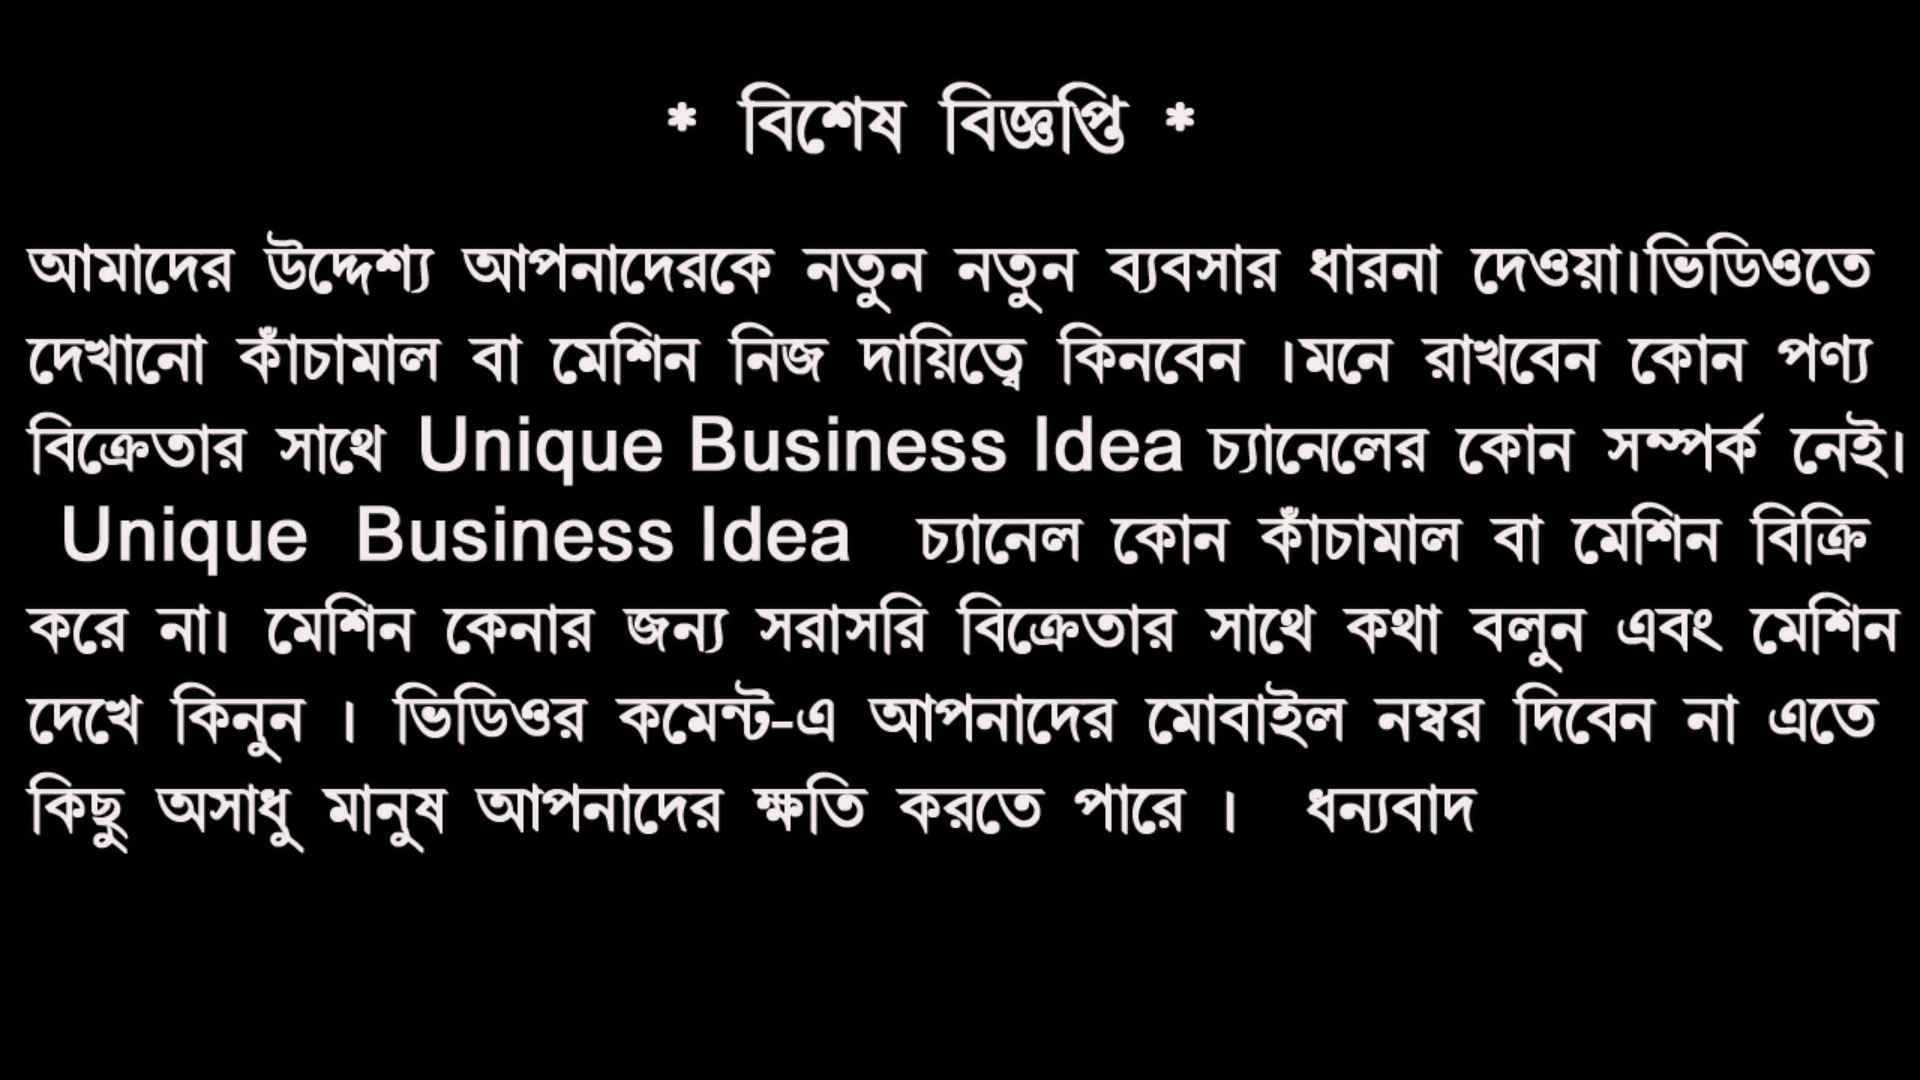 * বিশেষ বিজ্ঞপ্তি *
আমাদের উদ্দেশ্য আপনাদেরকে নতুন নতুন ব্যবসার ধারনা দেওয়া।ভিডিওতে
দেখানো কাঁচামাল বা মেশিন নিজ দায়িত্বে কিনবেন ।মনে রাখবেন কোন পণ্য
বিক্রেতার সাথে Unique Business Idea চ্যানেলের কোন সম্পর্ক নেই।
Unique Business Idea চ্যানেল কোন কাঁচামাল বা মেশিন বিক্রি
করে না। মেশিন কেনার জন্য সরাসরি বিক্রেতার সাথে কথা বলুন এবং মেশিন
দেখে কিনুন । ভিডিওর কমেন্ট-এ আপনাদের মোবাইল নম্বর দিবেন না এতে
কিছু অসাধু মানুষ আপনাদের ক্ষতি করতে পারে । ধন্যবাদ